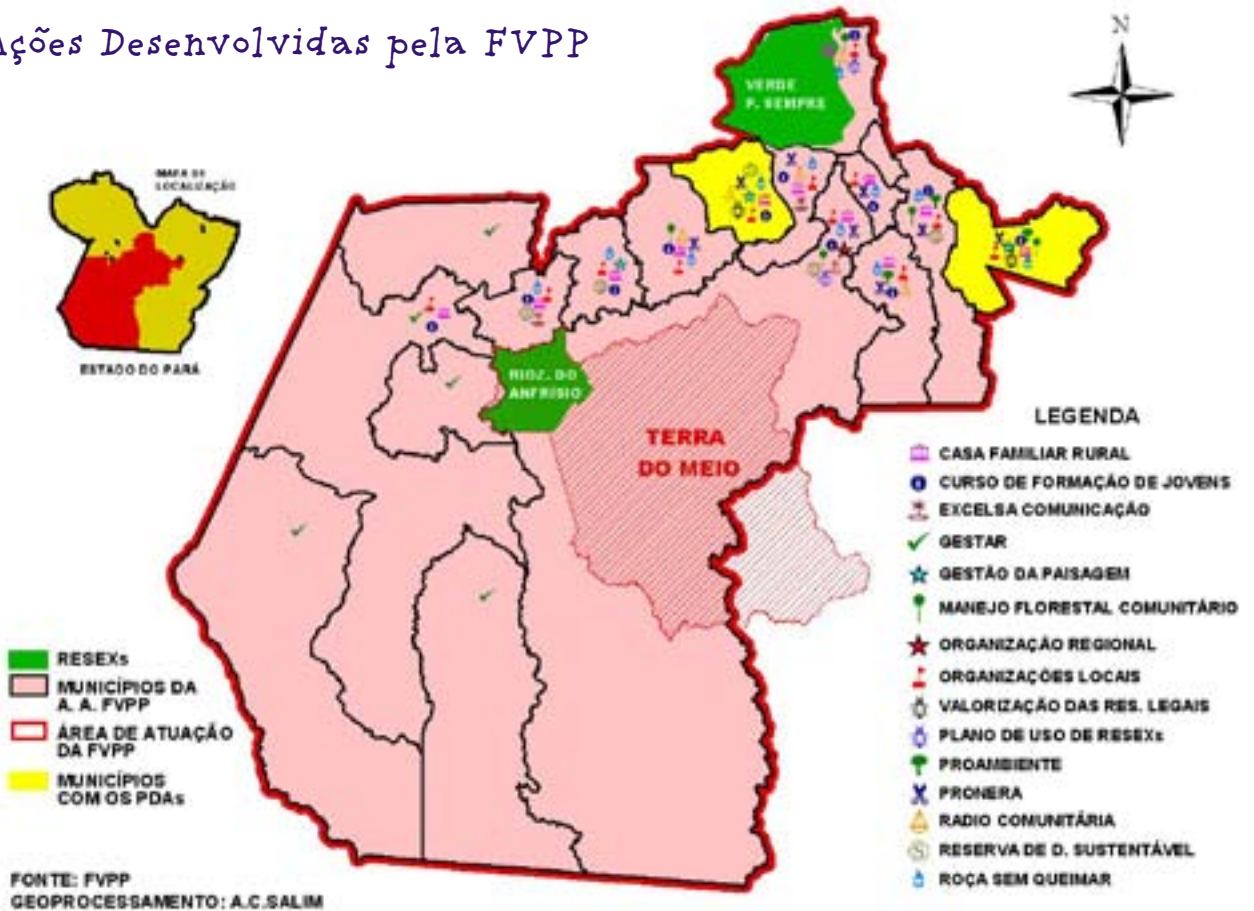 Ações Desenvolvidas pela FVPP
N
MAPA DE
LOCALIZAÇÃO
ESTADO DO PARÁ
VERDE
P. SEMPRE
RIOZ. DO
ANFRÍSIO
TERRA
DO MEIO
LEGENDA
CASA FAMILIAR RURAL
CURSO DE FORMAÇÃO DE JOVENS
EXCELSA COMUNICAÇÃO
GESTAR
GESTÃO DA PAISAGEM
MANEJO FLORESTAL COMUNITÁRIO
ORGANIZAÇÃO REGIONAL
ORGANIZAÇÕES LOCAIS
VALORIZAÇÃO DAS RES. LEGAIS
PLANO DE USO DE RESEXs
PROAMBIENTE
PRONERA
RADIO COMUNITÁRIA
RESERVA DE D. SUSTENTÁVEL
ROÇA SEM QUEIMAR
RESEXs
MUNICÍPIOS DA
A. A. FVPP
ÁREA DE ATUAÇÃO
DA FVPP
MUNICÍPIOS
COM OS PDAs
FONTE: FVPP
GEOPROCESSAMENTO: A.C.SALIM